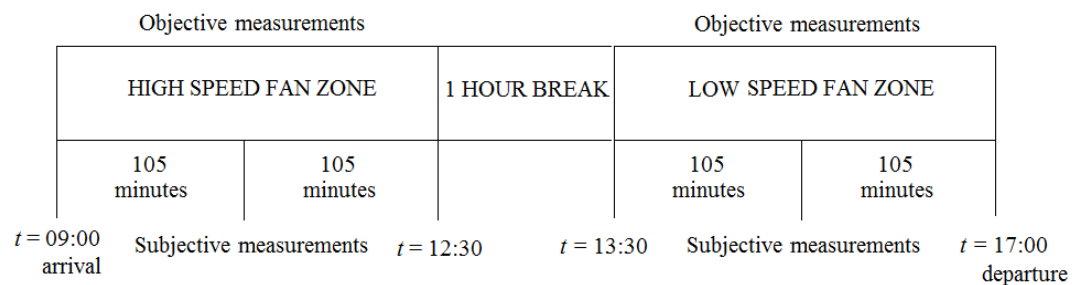 Objective measurements
Objective measurements
HIGH SPEED FAN ZONE
1 HOUR BREAK
LOW SPEED FAN ZONE
105
minutes
105
minutes
105
minutes
105
minutes
t = 09:00
arrival
Subjective measurements
t = 12:30
t = 13:30
Subjective measurements
t = 17:00
departure